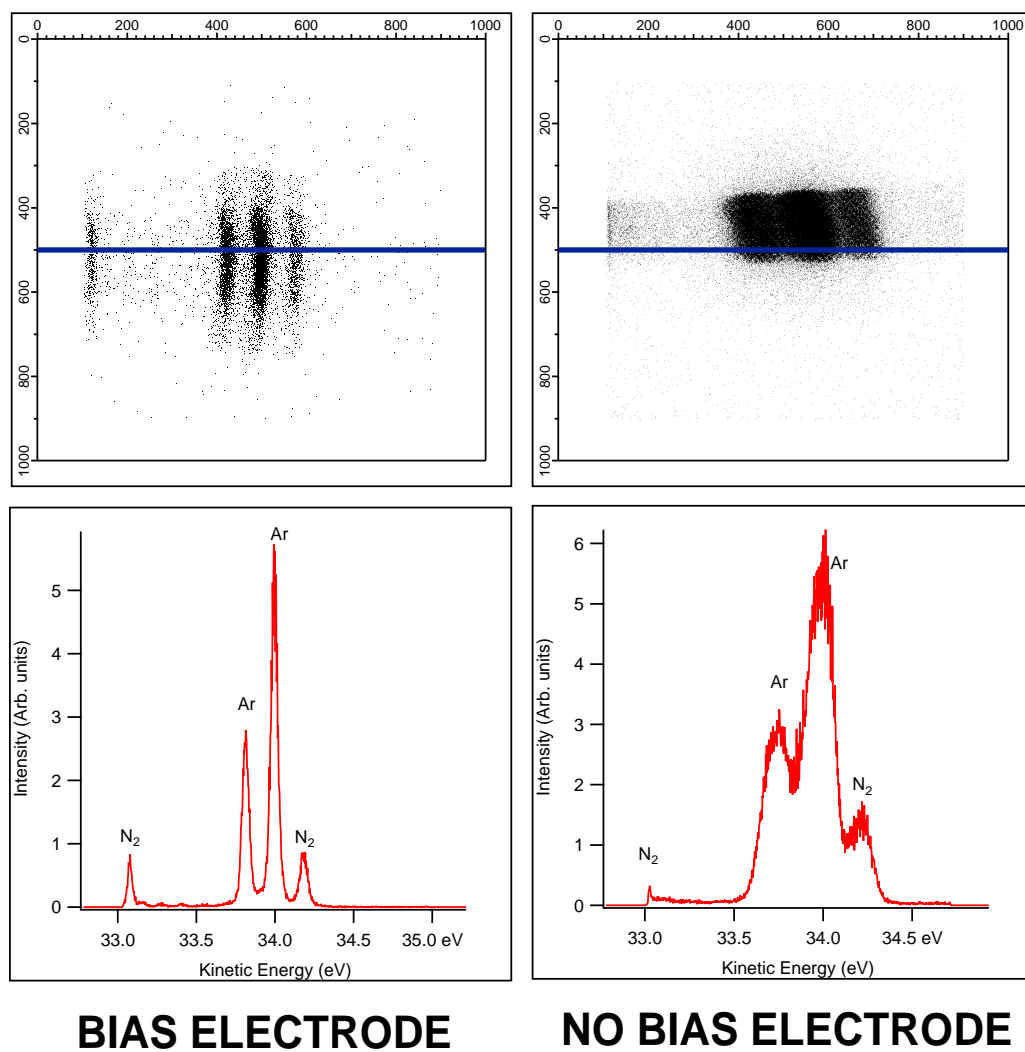 0 200 400 600 800 1000
0
200
400
600
800
1000
0 200 400 600 800 1000
0
200
400
600
800
1000
Ar
Ar
N2
N2
5
4
3
2
1
0
Intensity (Arb. units)
33.0 33.5 34.0 34.5 35.0 eV
Kinetic Energy (eV)
Ar
Ar
N2
N2
6
5
4
3
2
1
0
Intensity (Arb. units)
33.0 33.5 34.0 34.5 eV
Kinetic Energy (eV)
BIAS ELECTRODE
NO BIAS ELECTRODE